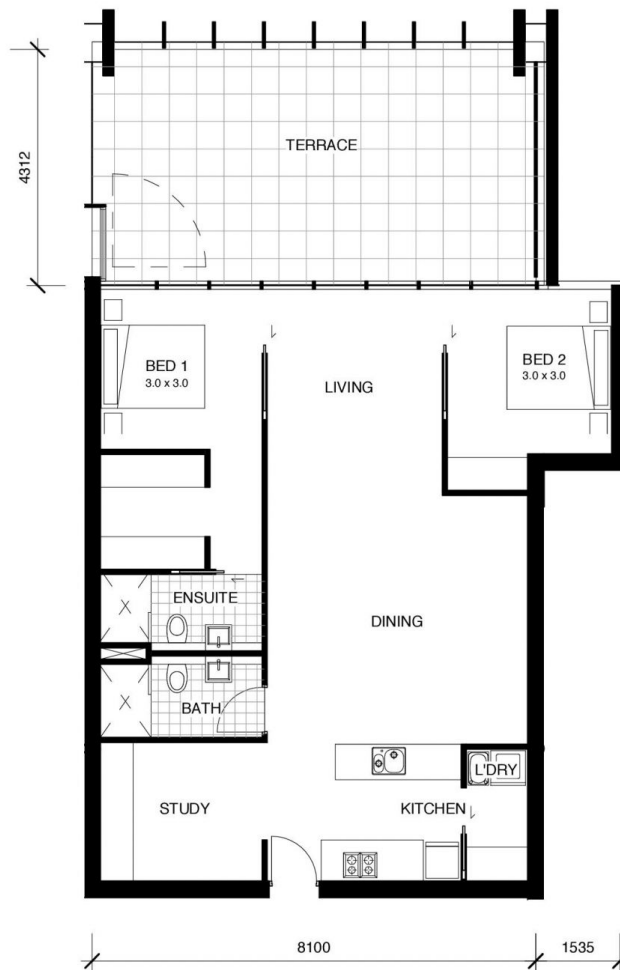 TERRACE
4312
BED 1
3.0 x 3.0
BED 2
3.0 x 3.0
LIVING
ENSUITE
DINING
BATH
L'DRY
STUDY
KITCHEN
8100
1535